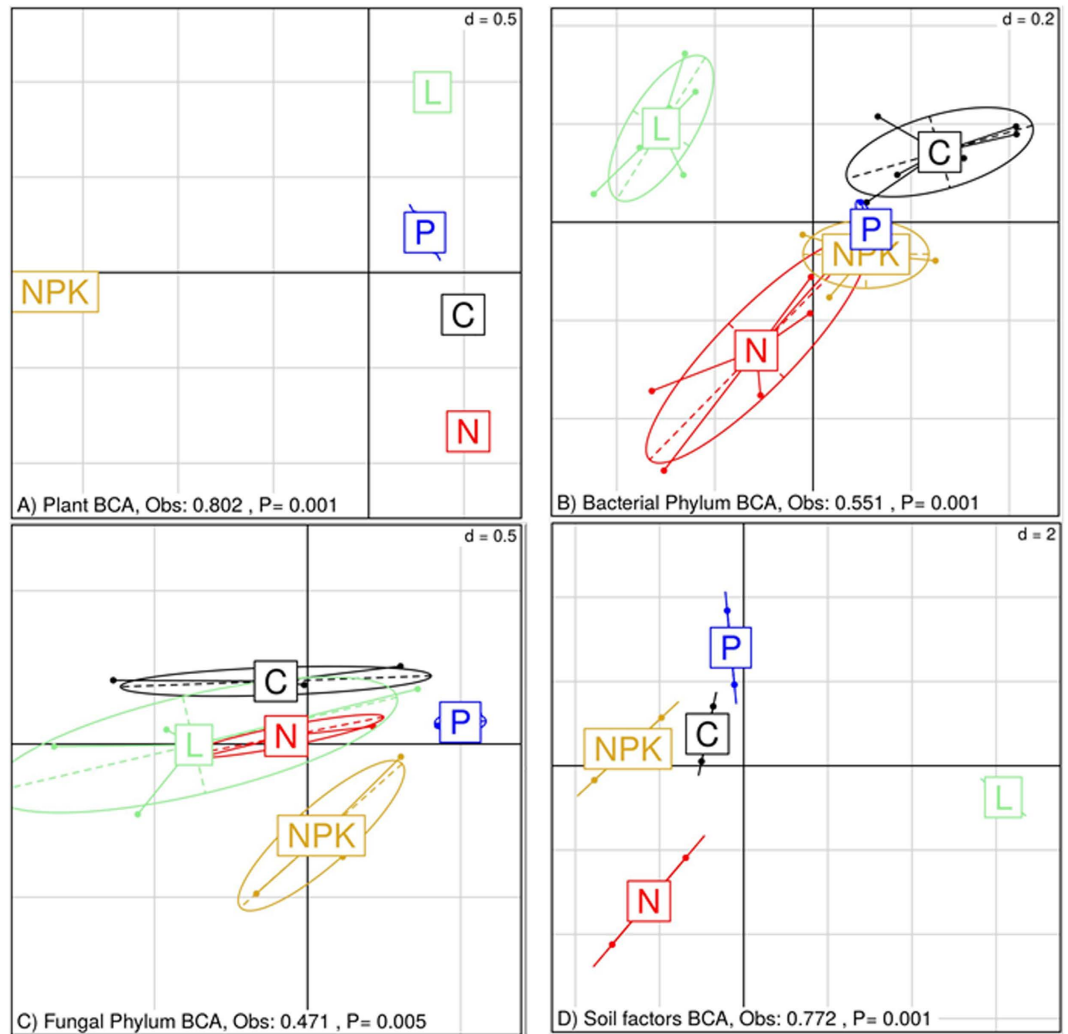 d = 0.5
L
P
NPK
C
N
A) Plant BCA, Obs: 0.802 , P= 0.001
d = 0.2
L
C
P
NPK
N
B) Bacterial Phylum BCA, Obs: 0.551 , P= 0.001
d = 0.5
C
P
N
L
NPK
C) Fungal Phylum BCA, Obs: 0.471 , P= 0.005
d = 2
P
C
NPK
L
N
D) Soil factors BCA, Obs: 0.772 , P= 0.001